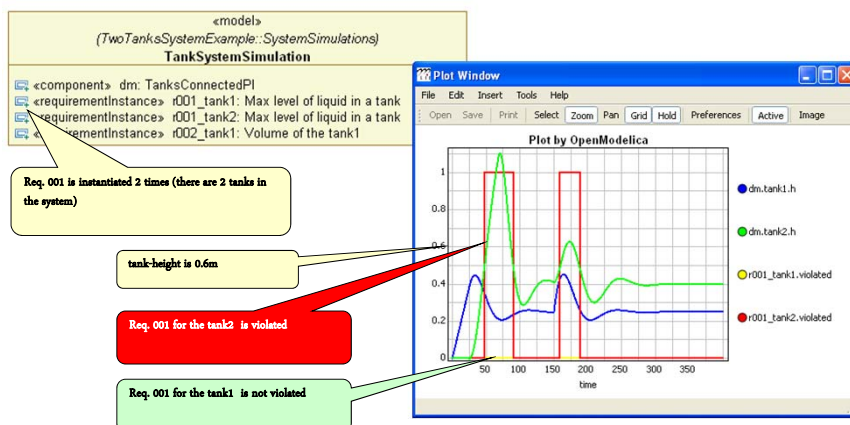 «model»
(TwoTanksSystemExample::SystemSimulations)
TankSystemSimulation
«component» dm: TanksConnectedPI
«requirementInstance» r001_tank1: Max level of liquid in a tank
«requirementInstance» r001_tank2: Max level of liquid in a tank
«requirementInstance» r002_tank1: Volume of the tank1
Req. 001 is instantiated 2 times (there are 2 tanks in
the system)
tank-height is 0.6m
Req. 001 for the tank2 is violated
Req. 001 for the tank1 is not violated
Plot Window
File Edit Insert Tools Help
Open Save Print Select Zoom Pan Grid Hold Preferences Active Image
Plot by OpenModelica
1
0.8
0.6
0.4
0.2
0
50 100 150 200 250 300 350
time
dm.tank1.h
dm.tank2.h
r001_tank1.violated
r001_tank2.violated